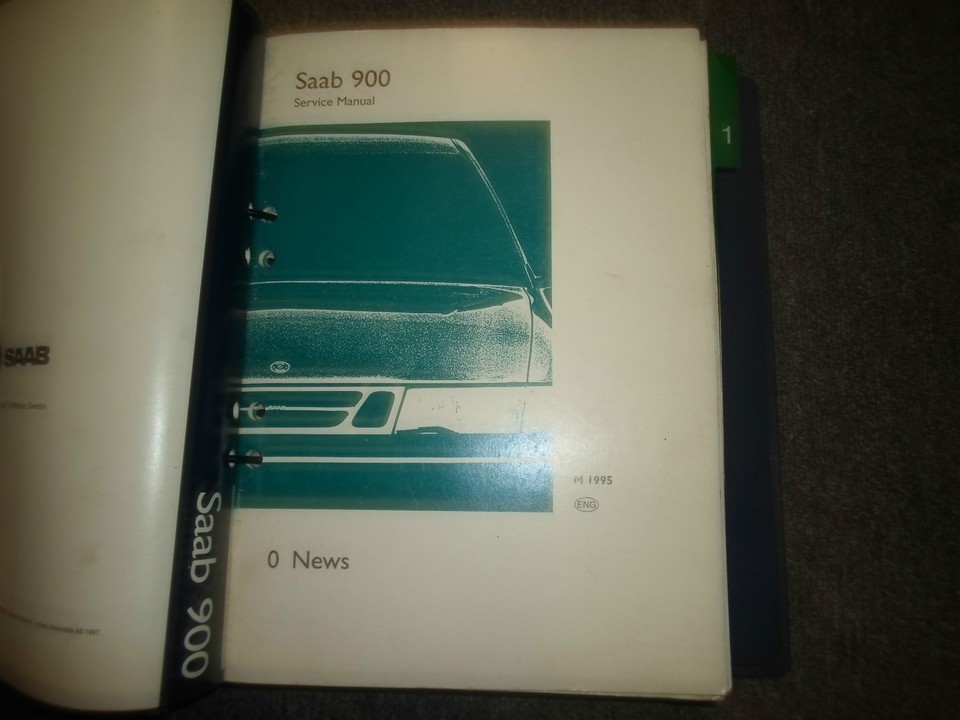 SAAB
Saab 900
Saab 900
Service Manual
1
M 1995
ENG
0 News